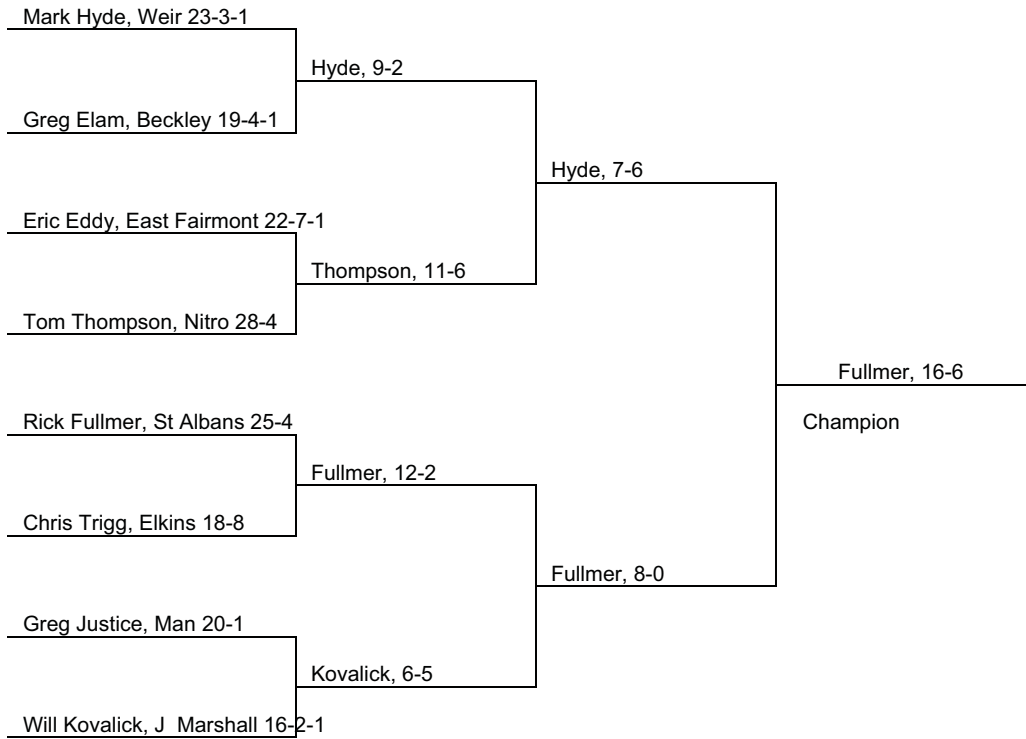 Mark Hyde, Weir 23-3-1
Hyde, 9-2
Greg Elam, Beckley 19-4-1
Hyde, 7-6
Eric Eddy, East Fairmont 22-7-1
Thompson, 11-6
Tom Thompson, Nitro 28-4
Fullmer, 16-6
Rick Fullmer, St Albans 25-4
Champion
Fullmer, 12-2
Chris Trigg, Elkins 18-8
Fullmer, 8-0
Greg Justice, Man 20-1
Kovalick, 6-5
Will Kovalick, J Marshall 16-2-1